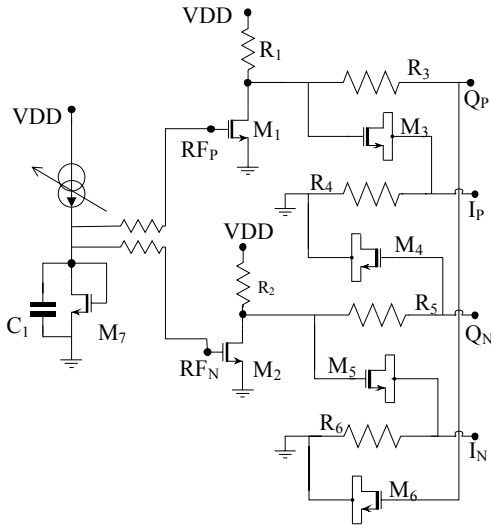 VDD
R1
R3
QP
VDD
M1
RFP
M3
R4
IP
VDD
M4
R2
R5
C1
M7
QN
RFN
M2
M5
R6
IN
M6